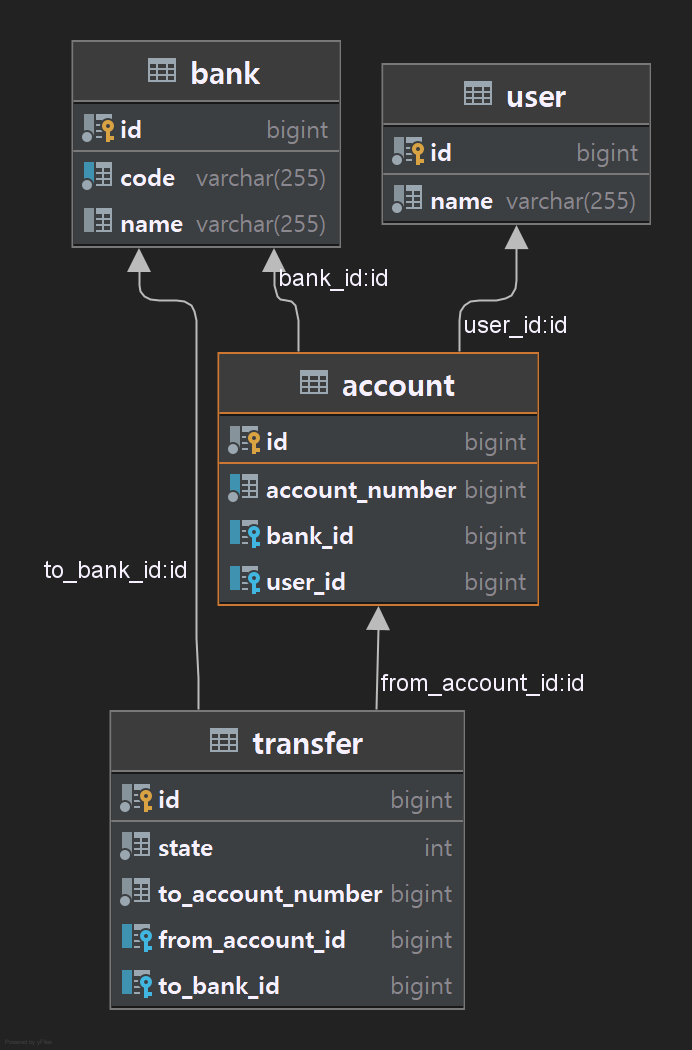 bank
id bigint
code varchar(255)
name varchar(255)
user
id bigint
name varchar(255)
bank_id:id
user_id:id
account
id bigint
account_number bigint
bank_id bigint
user_id bigint
to_bank_id:id
from_account_id:id
transfer
id bigint
state int
to_account_number bigint
from_account_id bigint
to_bank_id bigint
Powered by yFiles